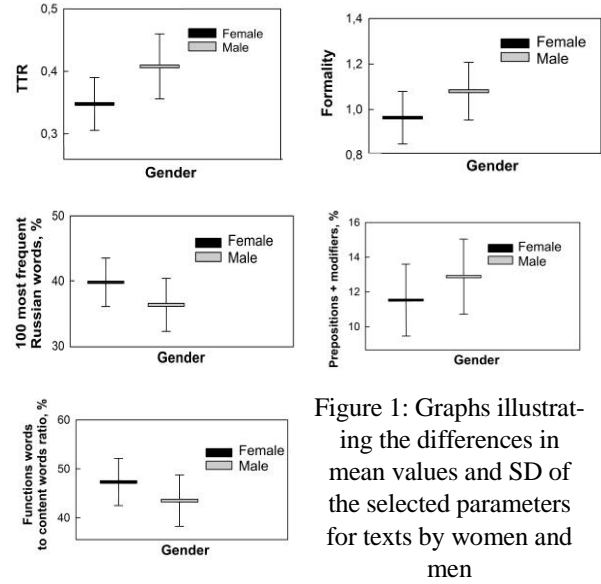 0,5
0,4
0,3
TTR
Female
Male
Gender
1,4
1,2
1,0
0,8
Formality
Female
Male
Gender
50
40
30
100 most frequent
Russian words, %
Female
Male
Gender
16
14
12
10
Prepositions + modifiers, %
Female
Male
Gender
60
50
40
Functions words
to content words ratio, %
Female
Male
Gender
Figure 1: Graphs illustrat-
ing the differences in
mean values and SD of
the selected parameters
for texts by women and
men